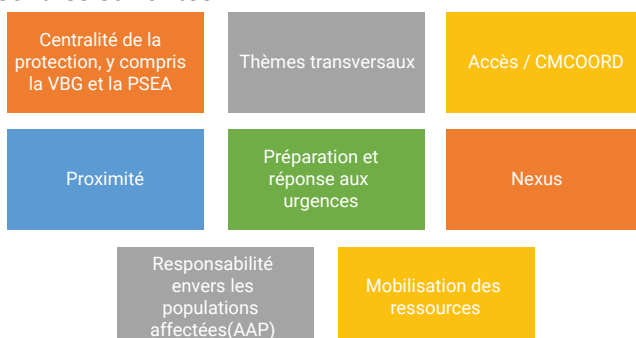 Centralité de la
protection, y compris
la VBG et la PSEA
Thèmes transversaux
Accès / CMCOORD
Proximité
Préparation et
réponse aux
urgences
Nexus
Responsabilité
envers les
populations
affectées(AAP)
Mobilisation des
ressources